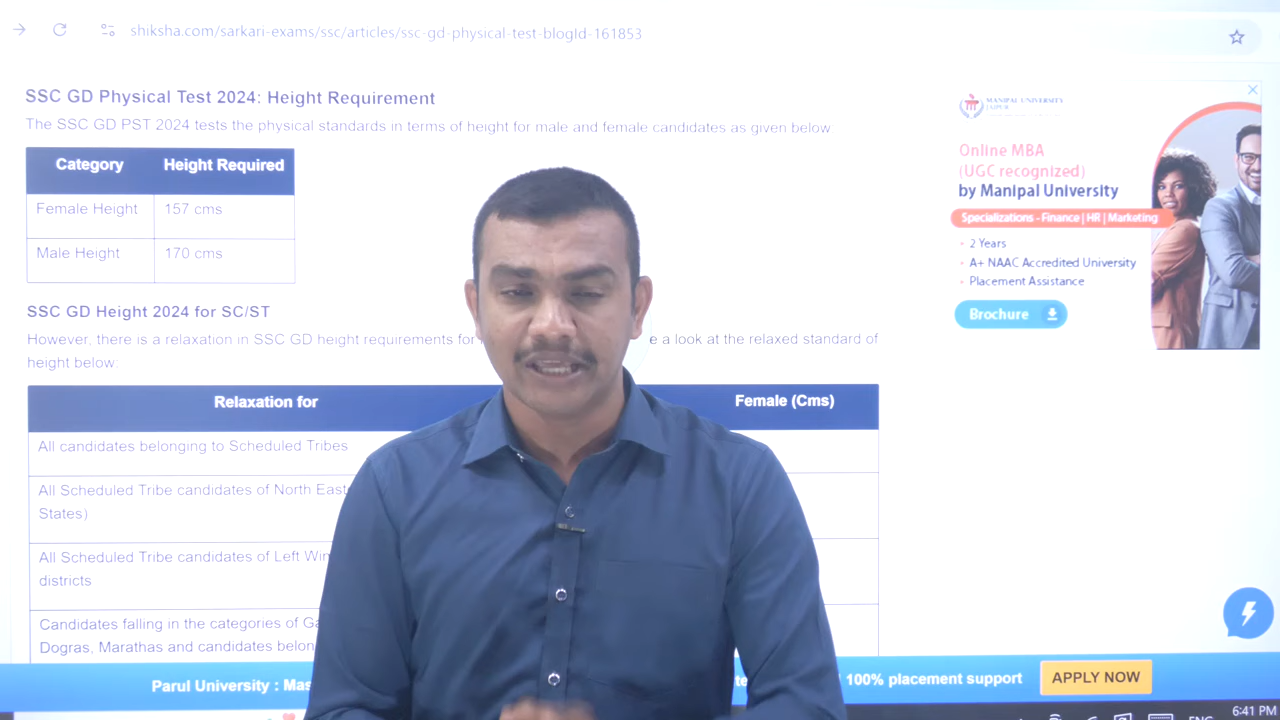 shiksha.com/sarkari-exams/ssc/articles/ssc-gd-physical-test-blogId-161853
SSC GD Physical Test 2024: Height Requirement
The SSC GD PST 2024 tests the physical standards in terms of height for male and female candidates as given below:
Category Height Required
Female Height 157 cms
Male Height 170 cms
SSC GD Height 2024 for SC/ST
However, there is a relaxation in SSC GD height requirements for
e a look at the relaxed standard of
height below:
Relaxation for
Female (Cms)
All candidates belonging to Scheduled Tribes
All Scheduled Tribe candidates of North East
States)
All Scheduled Tribe candidates of Left Win
districts
Candidates falling in the categories of Ga
Dogras, Marathas and candidates belon
MANIPAL UNIVERSITY
JAIPUR
Online MBA
(UGC recognized)
by Manipal University
Specializations - Finance | HR | Marketing
• 2 Years
• A+ NAAC Accredited University
• Placement Assistance
Brochure
Parul University : Mas
100% placement support
APPLY NOW
ENG
6:41 PM